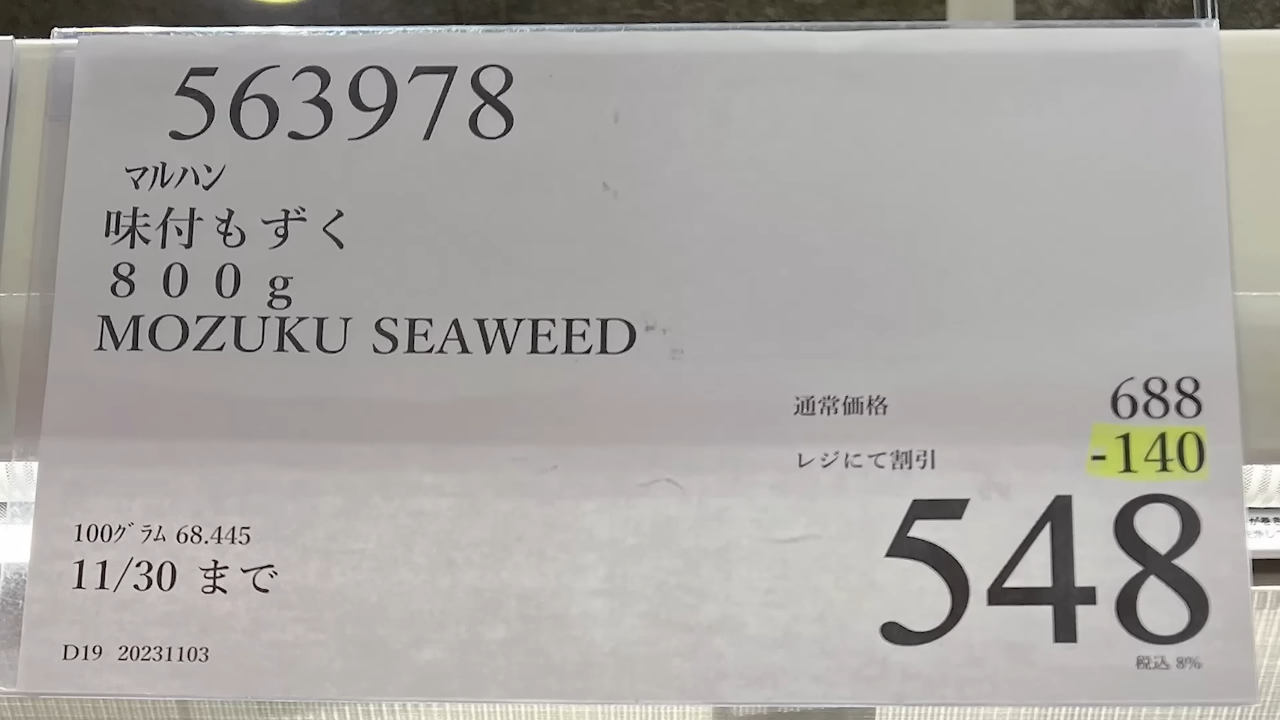 563978
マルハン
味付もずく
800g
MOZUKU SEAWEED
通常価格 688
レジにて割引 -140
548
税込 8%
100グラム 68.445
11/30 まで
D19 20231103